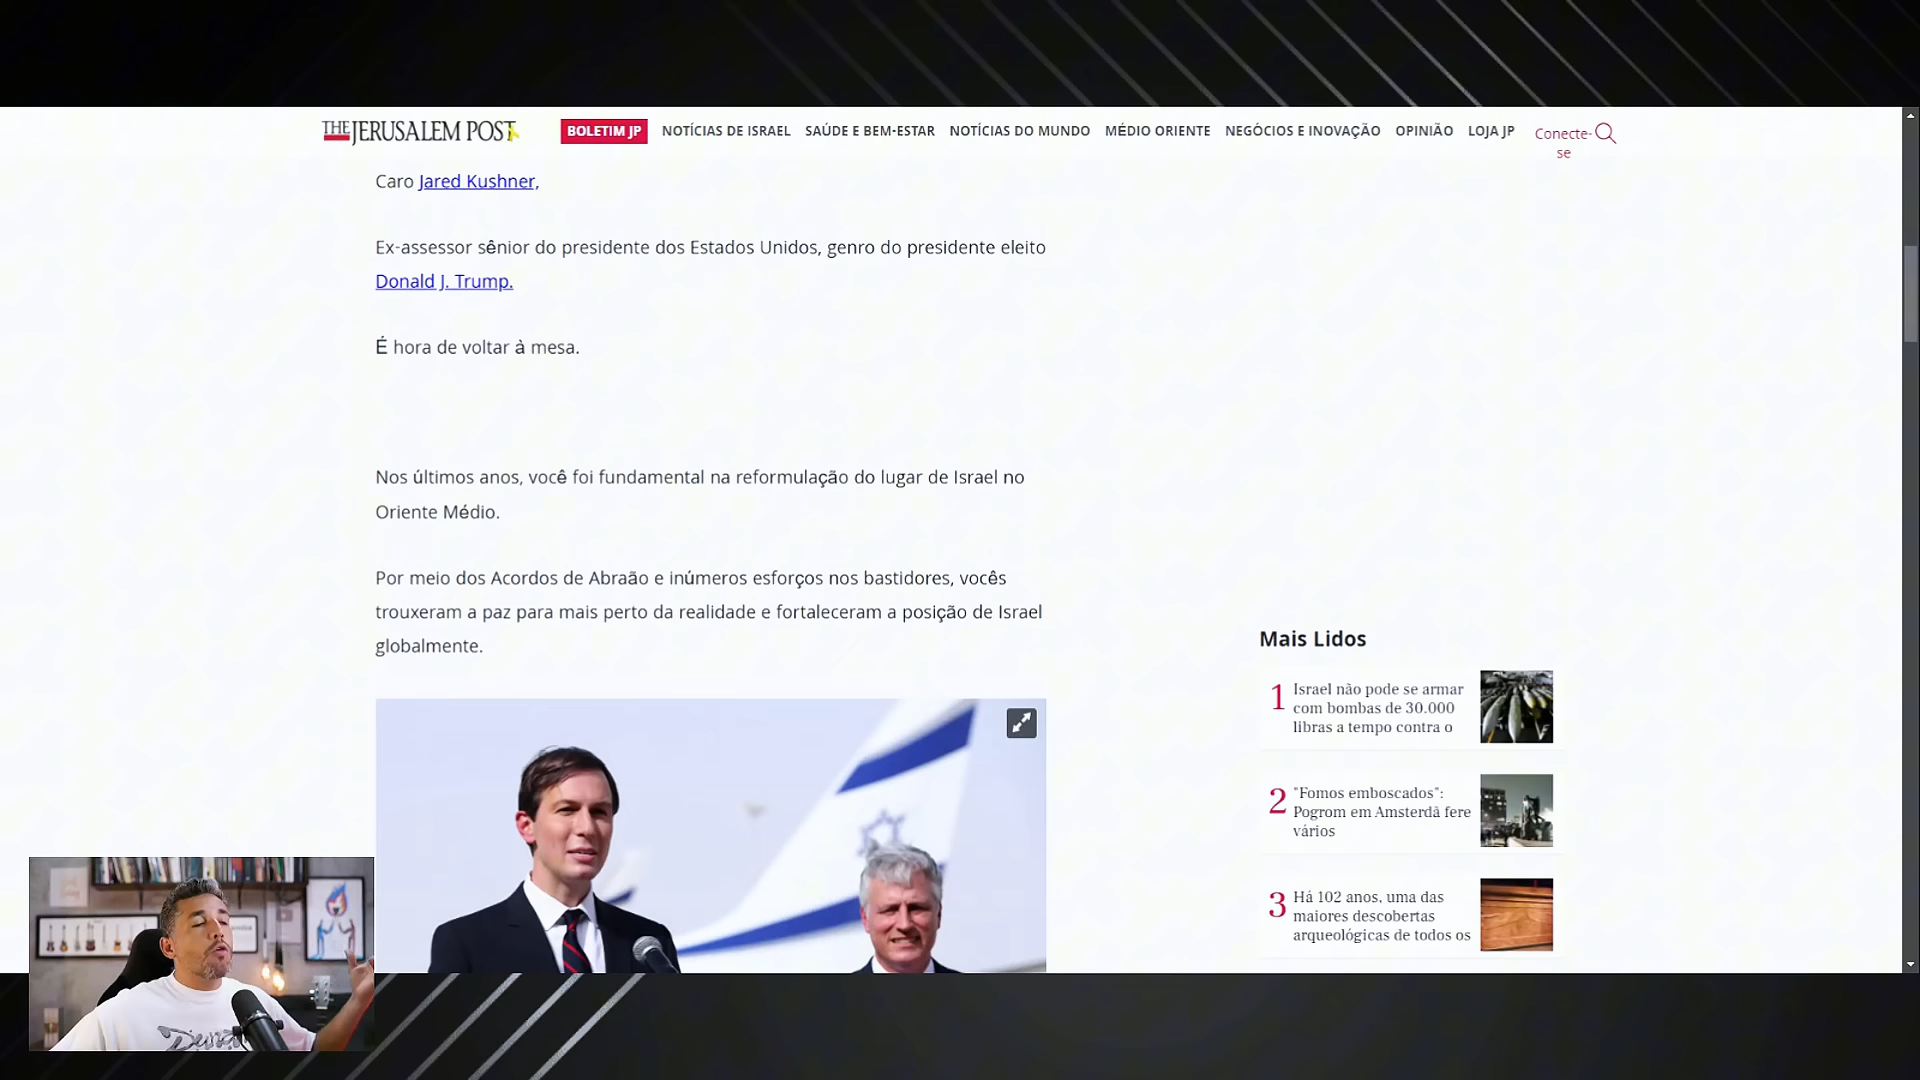 THE JERUSALEM POST
BOLETIM JP
NOTÍCIAS DE ISRAEL
SAÚDE E BEM-ESTAR
NOTÍCIAS DO MUNDO
MÉDIO ORIENTE
NEGÓCIOS E INOVAÇÃO
OPINIÃO
LOJA JP
Conecte-
se
Caro Jared Kushner,
Ex-assessor sênior do presidente dos Estados Unidos, genro do presidente eleito
Donald J. Trump.
É hora de voltar à mesa.
Nos últimos anos, você foi fundamental na reformulação do lugar de Israel no
Oriente Médio.
Por meio dos Acordos de Abraão e inúmeros esforços nos bastidores, vocês
trouxeram a paz para mais perto da realidade e fortaleceram a posição de Israel
globalmente.
Mais Lidos
1
Israel não pode se armar
com bombas de 30.000
libras a tempo contra o
2
"Fomos emboscados":
Pogrom em Amsterdã fere
vários
3
Há 102 anos, uma das
maiores descobertas
arqueológicas de todos os